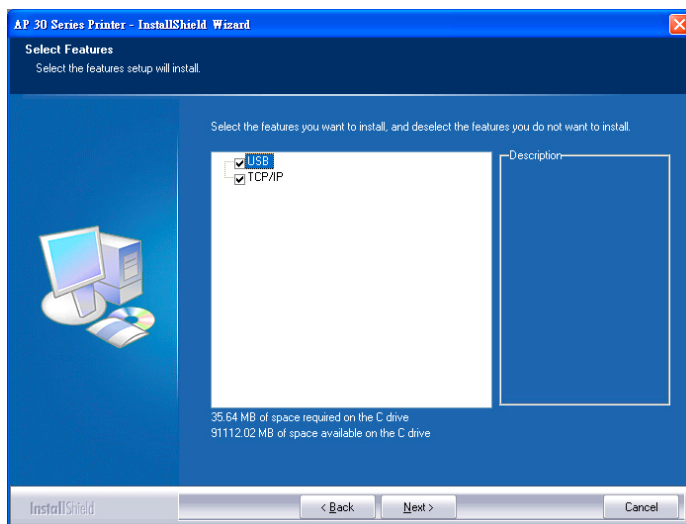 AP 30 Series Printer - InstallShield Wizard
Select Features
Select the features setup will install.
Select the features you want to install, and deselect the features you do not want to install.
USB
TCP/IP
Description
35.64 MB of space required on the C drive
91112.02 MB of space available on the C drive
InstallShield
< Back
Next >
Cancel